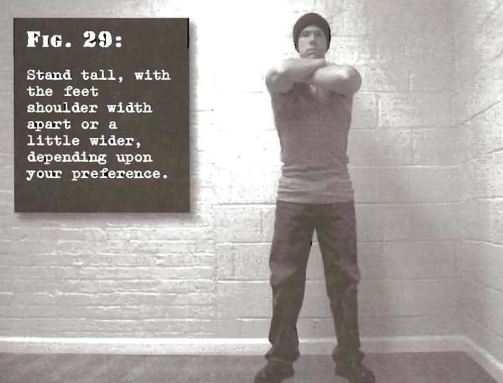 Fig. 29:
Stand tall, with
the feet
shoulder width
apart or a
little wider,
depending upon
your preference.